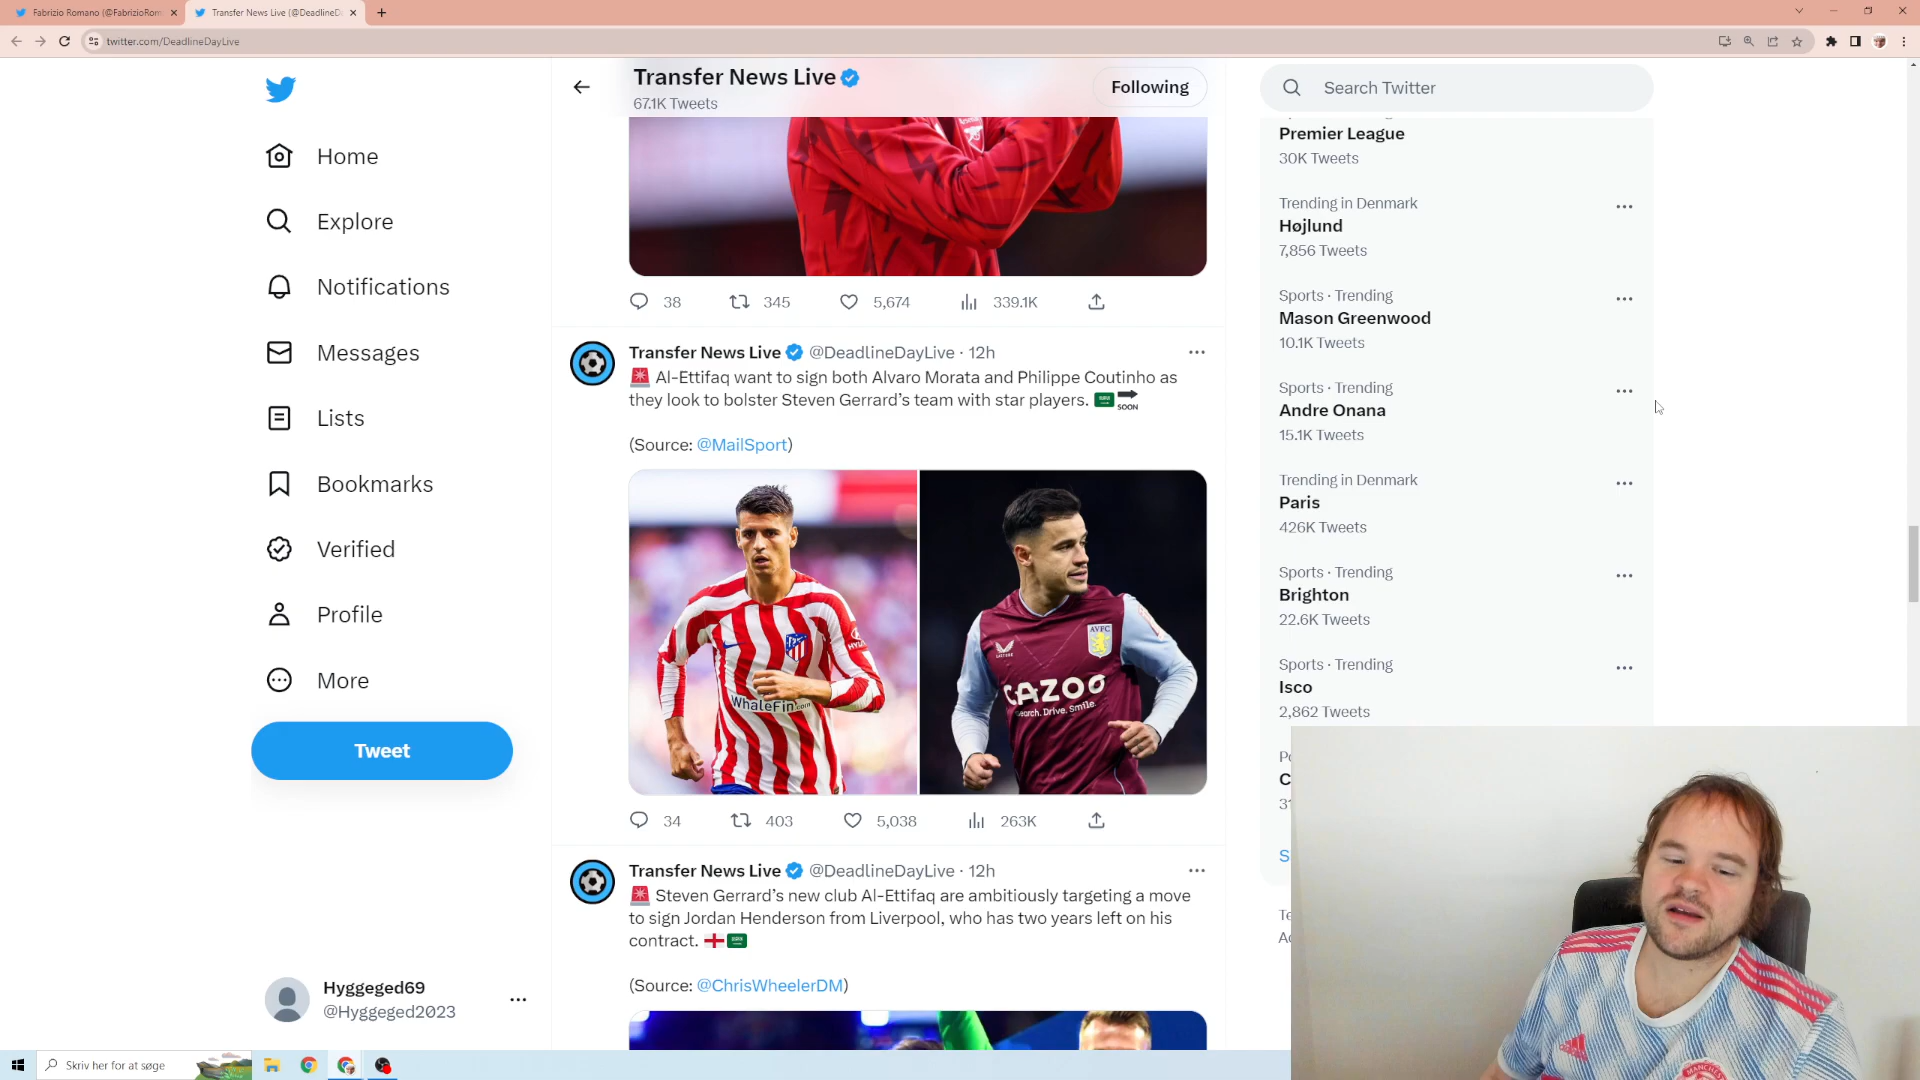 Fabrizio Romano (@FabrizioRom
Transfer News Live (@DeadlineDa
twitter.com/DeadlineDayLive
Home
Explore
Notifications
Messages
Lists
Bookmarks
Verified
Profile
More
Tweet
Hyggeged69
@Hyggeged2023
Transfer News Live
67.1K Tweets
Following
38 345 5,674 339.1K
Transfer News Live @DeadlineDayLive · 12h
Al-Ettifaq want to sign both Alvaro Morata and Philippe Coutinho as
they look to bolster Steven Gerrard's team with star players. SOON
(Source: @MailSport)
WhaleFin.com
AVFC
CAZOO
Search. Drive. Smile.
34 403 5,038 263K
Transfer News Live @DeadlineDayLive · 12h
Steven Gerrard's new club Al-Ettifaq are ambitiously targeting a move
to sign Jordan Henderson from Liverpool, who has two years left on his
contract.
(Source: @ChrisWheelerDM)
Search Twitter
Premier League
30K Tweets
Trending in Denmark
Højlund
7,856 Tweets
Sports · Trending
Mason Greenwood
10.1K Tweets
Sports · Trending
Andre Onana
15.1K Tweets
Trending in Denmark
Paris
426K Tweets
Sports · Trending
Brighton
22.6K Tweets
Sports · Trending
Isco
2,862 Tweets
Skriv her for at søge